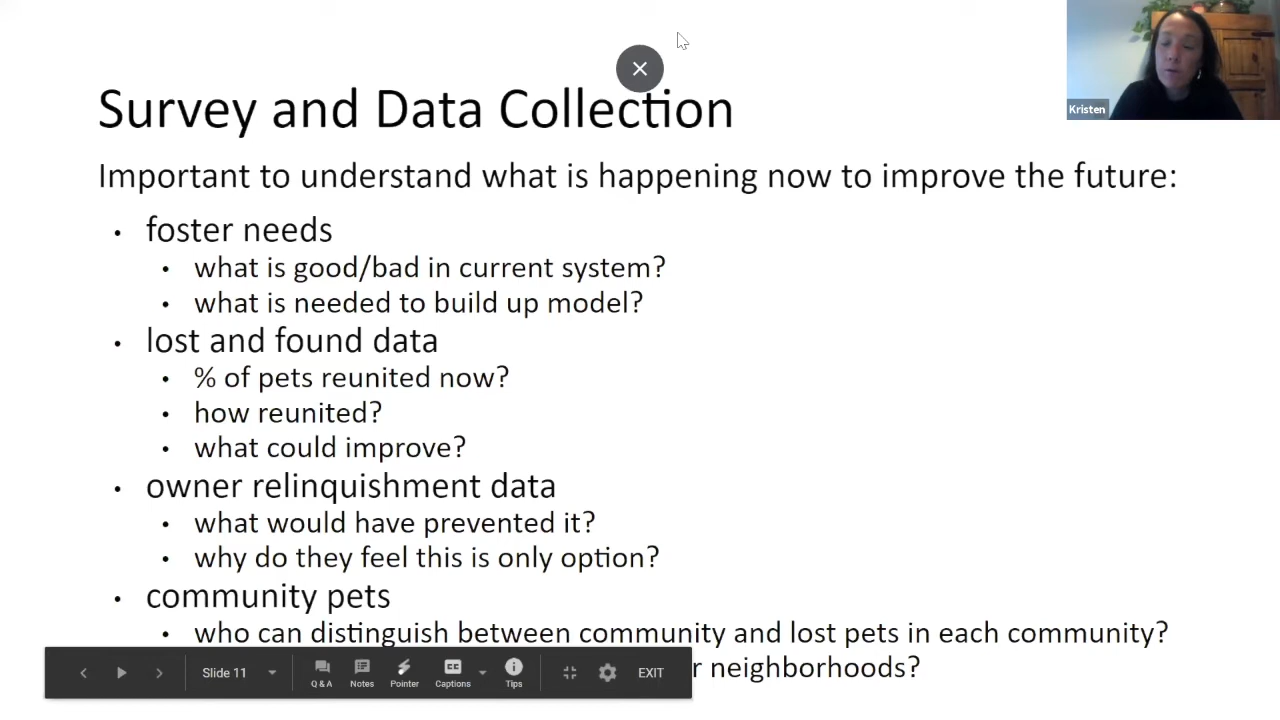 Kristen
Survey and Data Collection
Important to understand what is happening now to improve the future:
• foster needs
• what is good/bad in current system?
• what is needed to build up model?
• lost and found data
• % of pets reunited now?
• how reunited?
• what could improve?
• owner relinquishment data
• what would have prevented it?
• why do they feel this is only option?
• community pets
• who can distinguish between community and lost pets in each community?
neighborhoods?
Slide 11
Q & A
Notes
Pointer
CC
Captions
Tips
EXIT